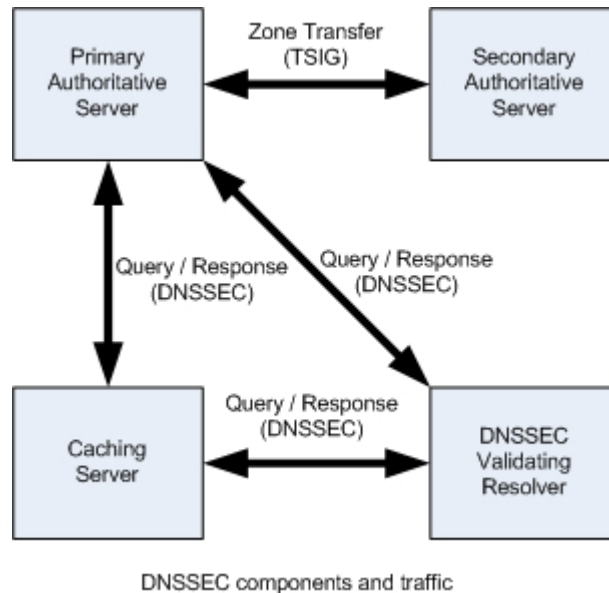 Primary
Authoritative
Server
Zone Transfer
(TSIG)
Secondary
Authoritative
Server
Query / Response
(DNSSEC)
Query / Response
(DNSSEC)
Caching
Server
Query / Response
(DNSSEC)
DNSSEC
Validating
Resolver
DNSSEC components and traffic